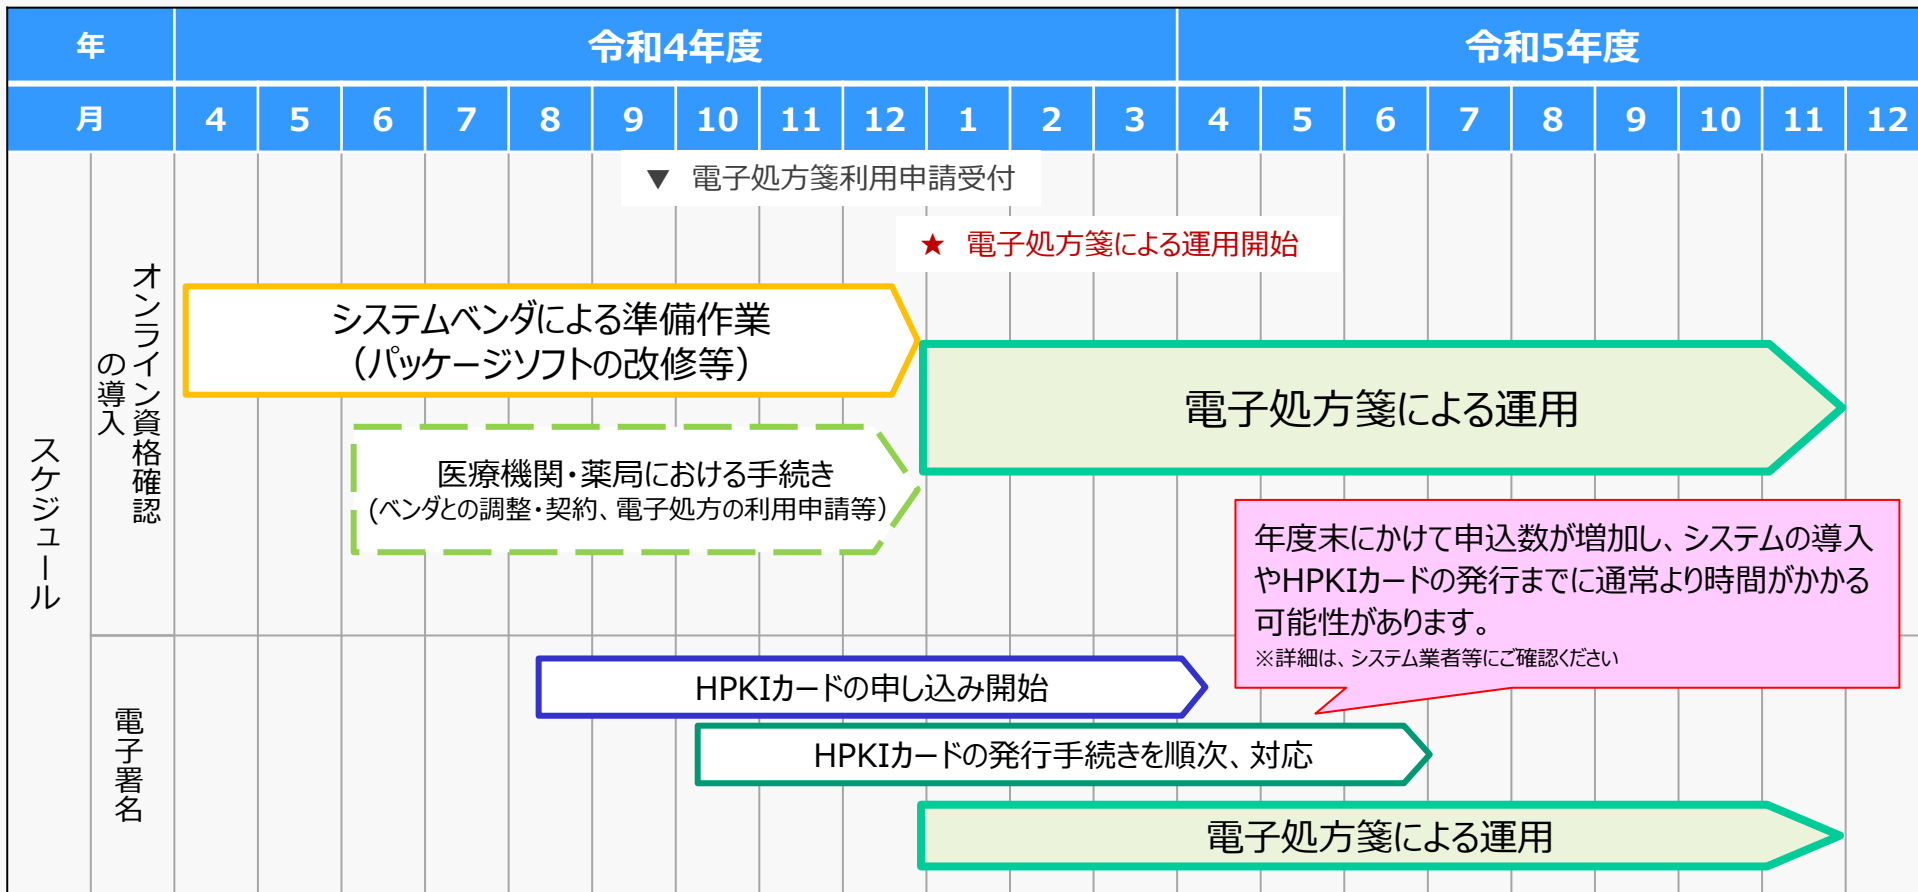 年 令和4年度 令和5年度
月 4 5 6 7 8 9 10 11 12 1 2 3 4 5 6 7 8 9 10 11 12
スケジュール
オンライン資格確認
の導入
▼ 電子処方箋利用申請受付
★ 電子処方箋による運用開始
システムベンダによる準備作業
（パッケージソフトの改修等）
電子処方箋による運用
医療機関・薬局における手続き
(ベンダとの調整・契約、電子処方の利用申請等)
年度末にかけて申込数が増加し、システムの導入
やHPKIカードの発行までに通常より時間がかかる
可能性があります。
※詳細は、システム業者等にご確認ください
電子署名
HPKIカードの申し込み開始
HPKIカードの発行手続きを順次、対応
電子処方箋による運用